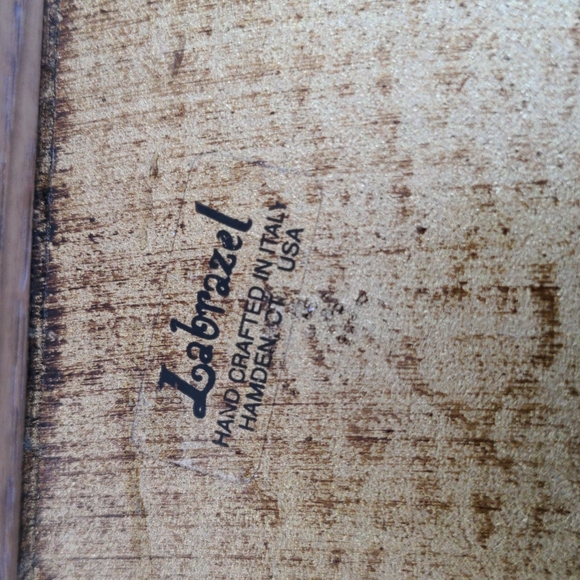 Labrazel
HAND CRAFTED IN ITALY
HAMDEN, CT USA